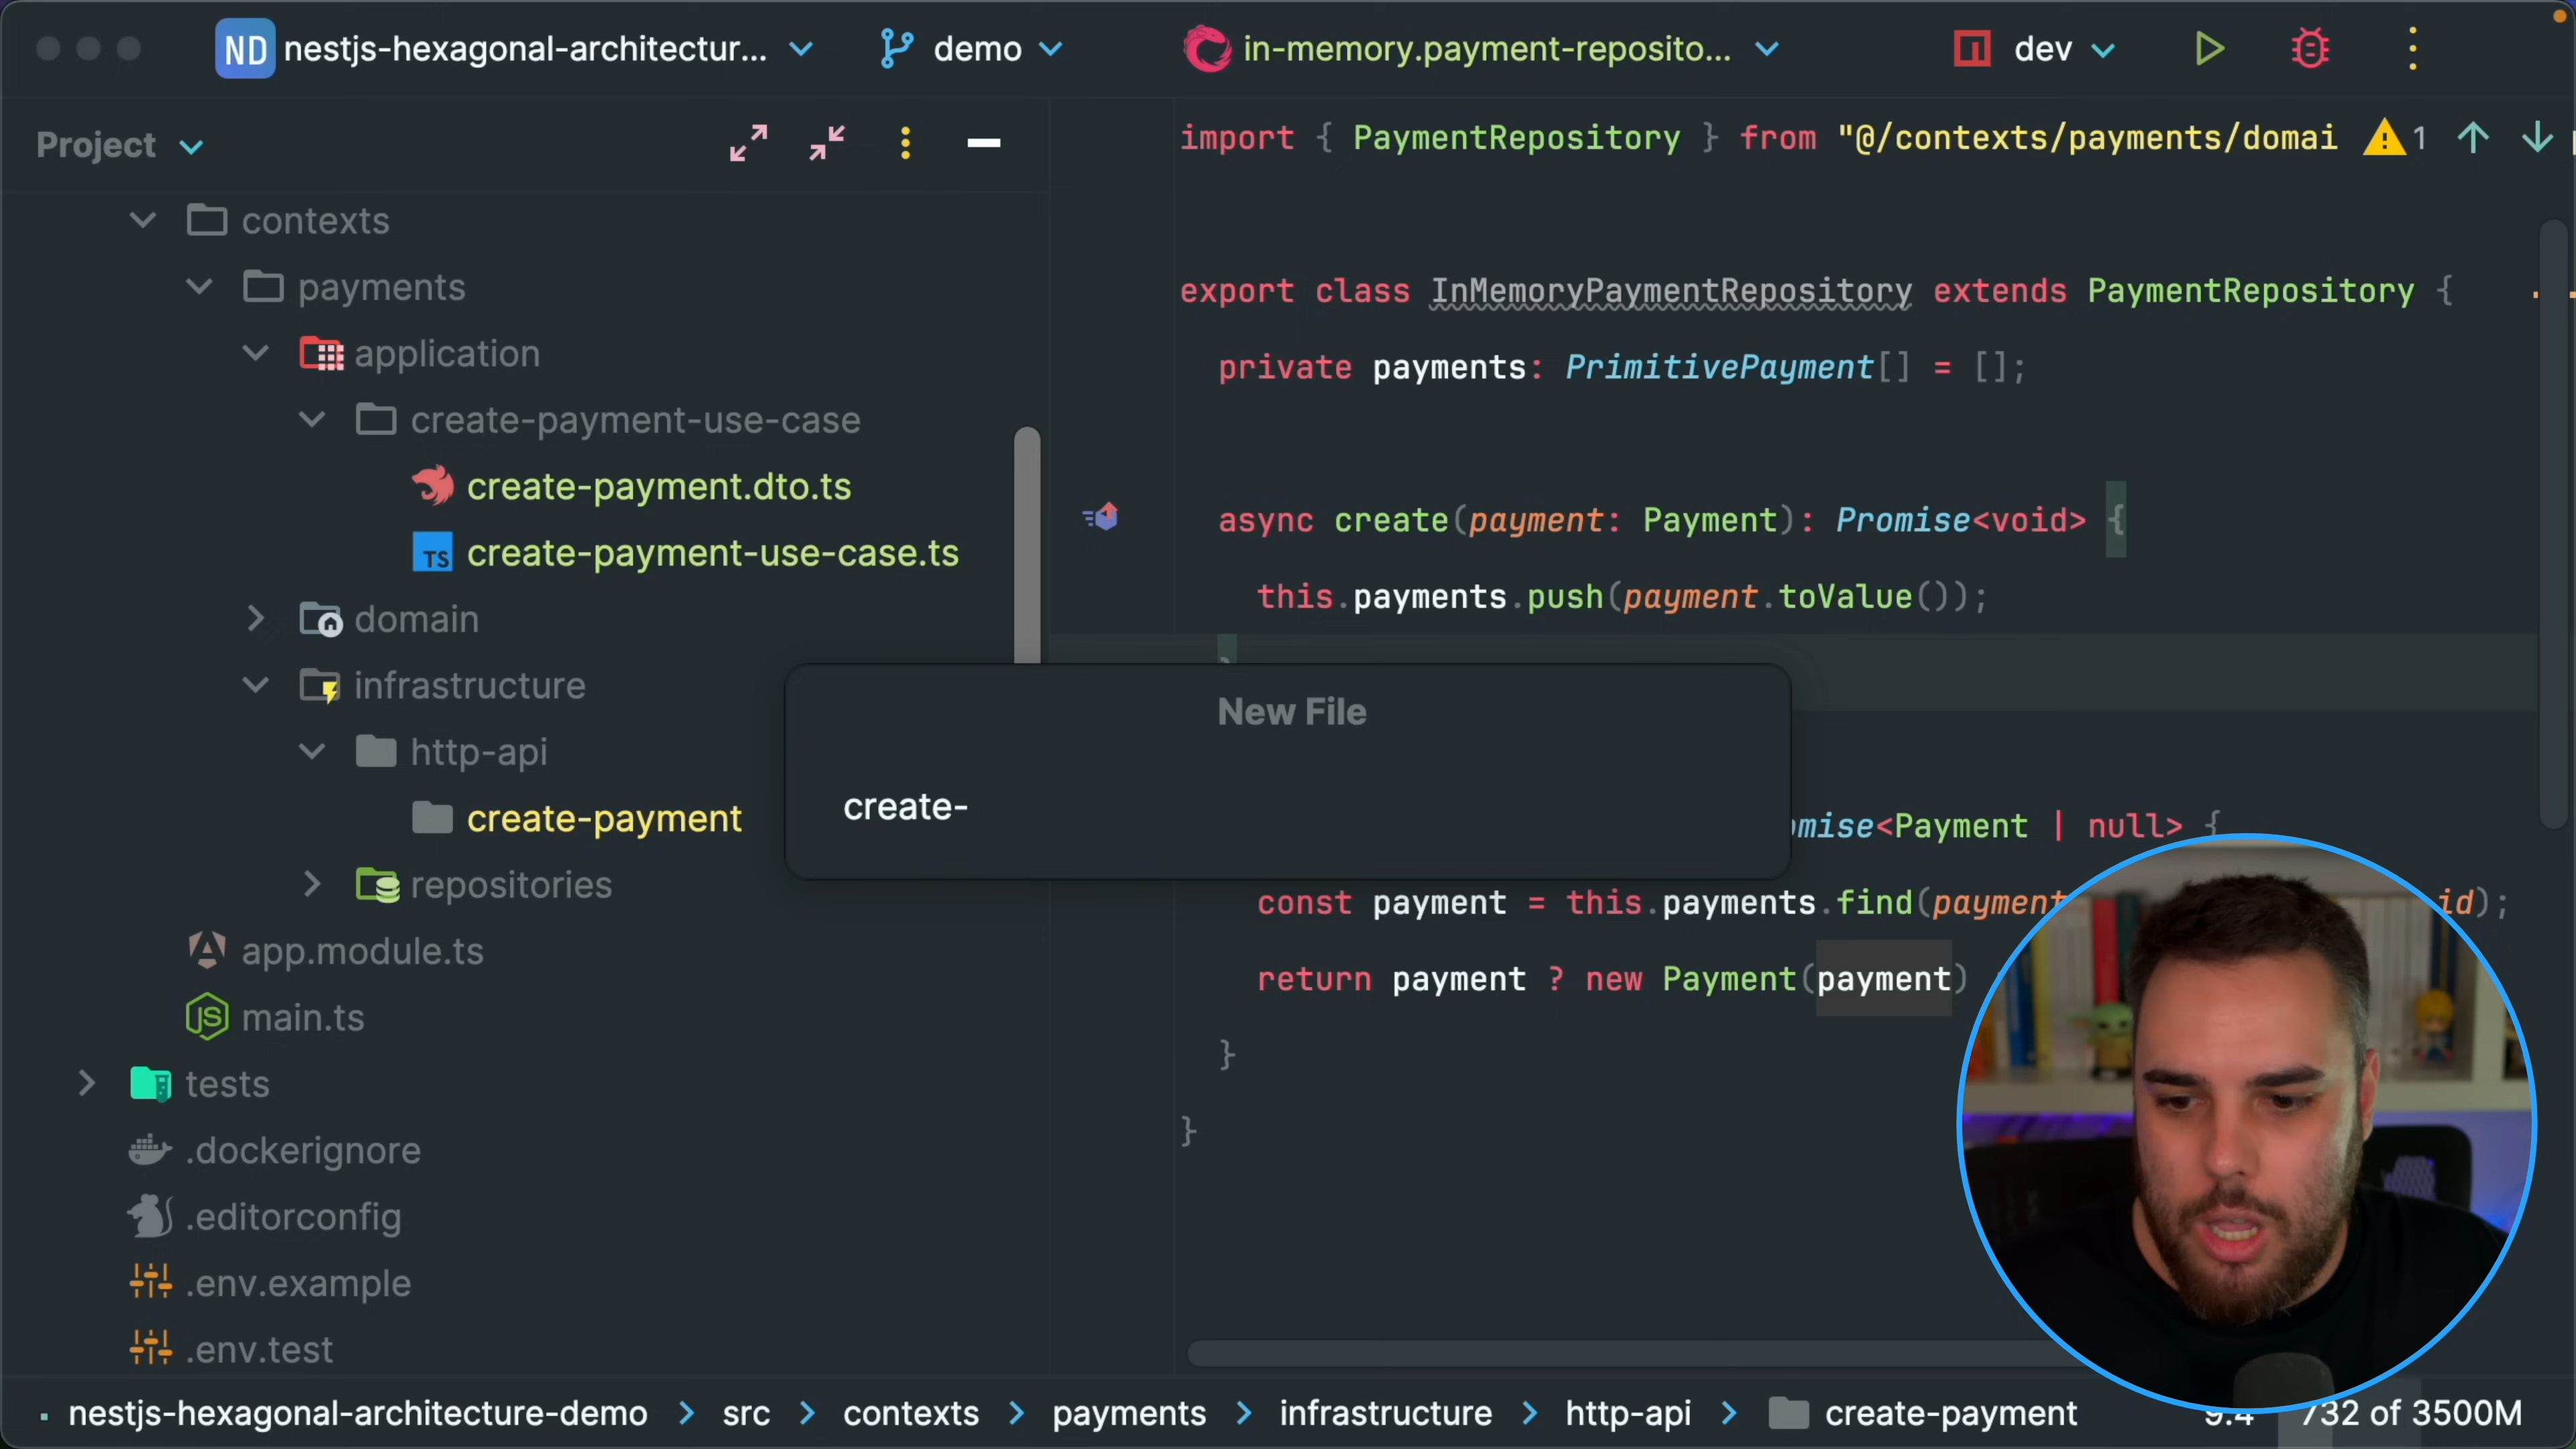 ND nestjs-hexagonal-architectur... demo in-memory.payment-reposito... dev
Project
contexts
payments
application
create-payment-use-case
create-payment.dto.ts
TS create-payment-use-case.ts
domain
infrastructure
http-api
create-payment
repositories
app.module.ts
JS main.ts
tests
.dockerignore
.editorconfig
.env.example
.env.test
import { PaymentRepository } from "@/contexts/payments/domai 1
export class InMemoryPaymentRepository extends PaymentRepository {
private payments: PrimitivePayment[] = [];
async create(payment: Payment): Promise<void> {
this.payments.push(payment.toValue());
New File
create-
mise<Payment | null> {
const payment = this.payments.find(payment id);
return payment ? new Payment(payment)
}
}
nestjs-hexagonal-architecture-demo > src > contexts > payments > infrastructure > http-api > create-payment 9:4 732 of 3500M